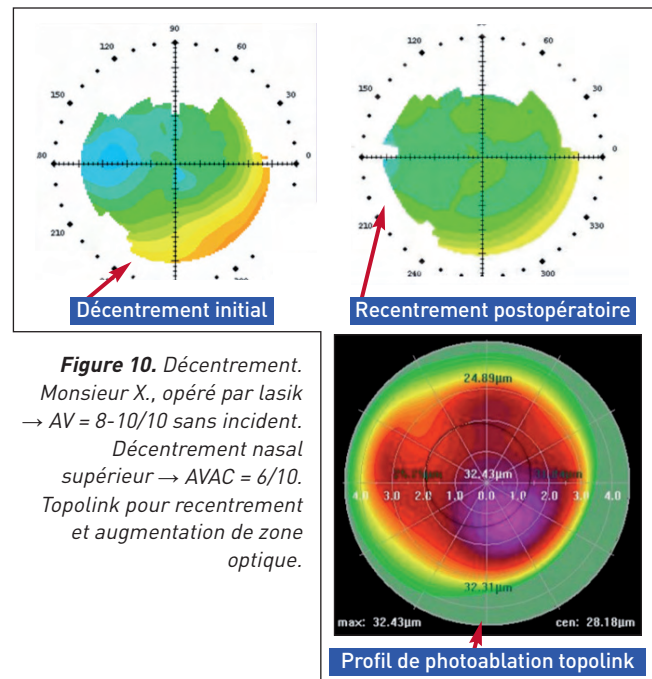 90
120
60
150
30
80
0
210
240
Décentrement initial
90
120
60
150
30
0
210
330
240
300
270
Recentrement postopératoire
Figure 10. Décentrement.
Monsieur X., opéré par lasik
→ AV = 8-10/10 sans incident.
Décentrement nasal
supérieur → AVAC = 6/10.
Topolink pour recentrement
et augmentation de zone
optique.
24.89µm
32.43µm
4.0 3.0 2.0 1.0 0.0 1.0 2.0 3.0 4.0
32.31µm
max: 32.43µm cen: 28.18µm
Profil de photoablation topolink